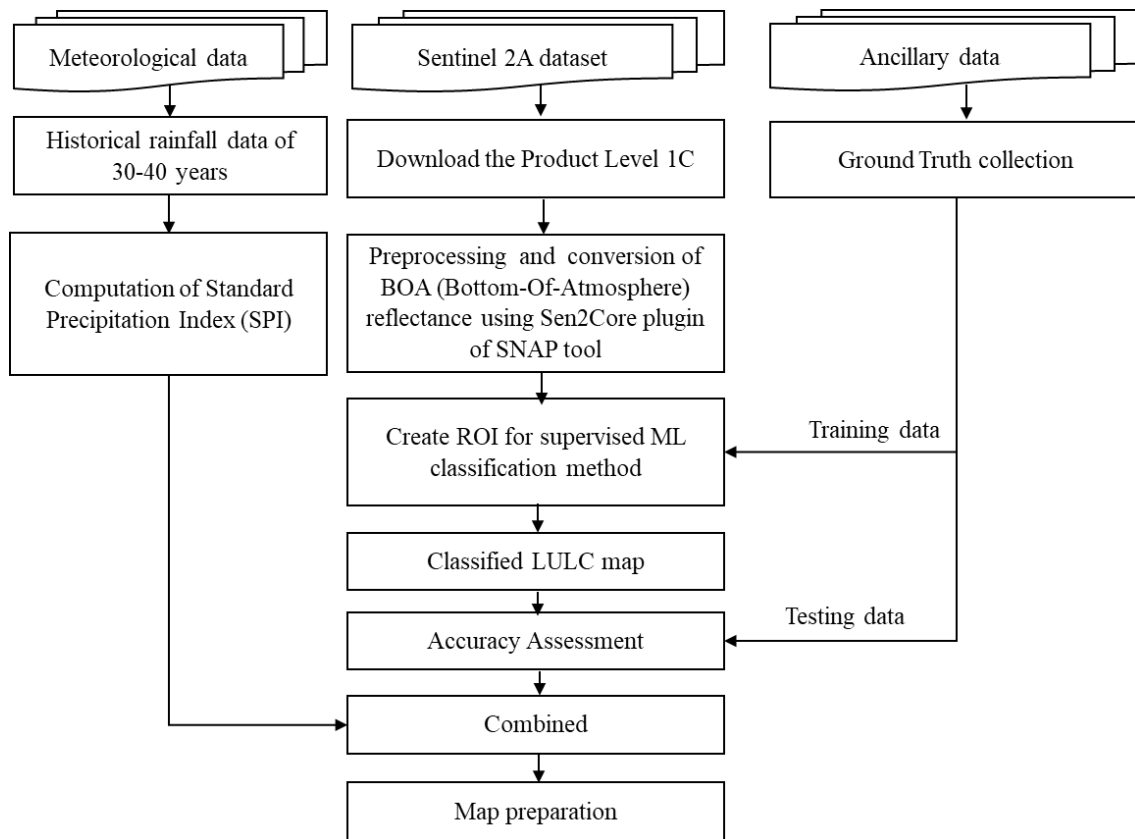 Meteorological data
Sentinel 2A dataset
Ancillary data
Historical rainfall data of
30-40 years
Download the Product Level 1C
Ground Truth collection
Computation of Standard
Precipitation Index (SPI)
Preprocessing and conversion of
BOA (Bottom-Of-Atmosphere)
reflectance using Sen2Core plugin
of SNAP tool
Create ROI for supervised ML
classification method
Training data
Classified LULC map
Accuracy Assessment
Testing data
Combined
Map preparation